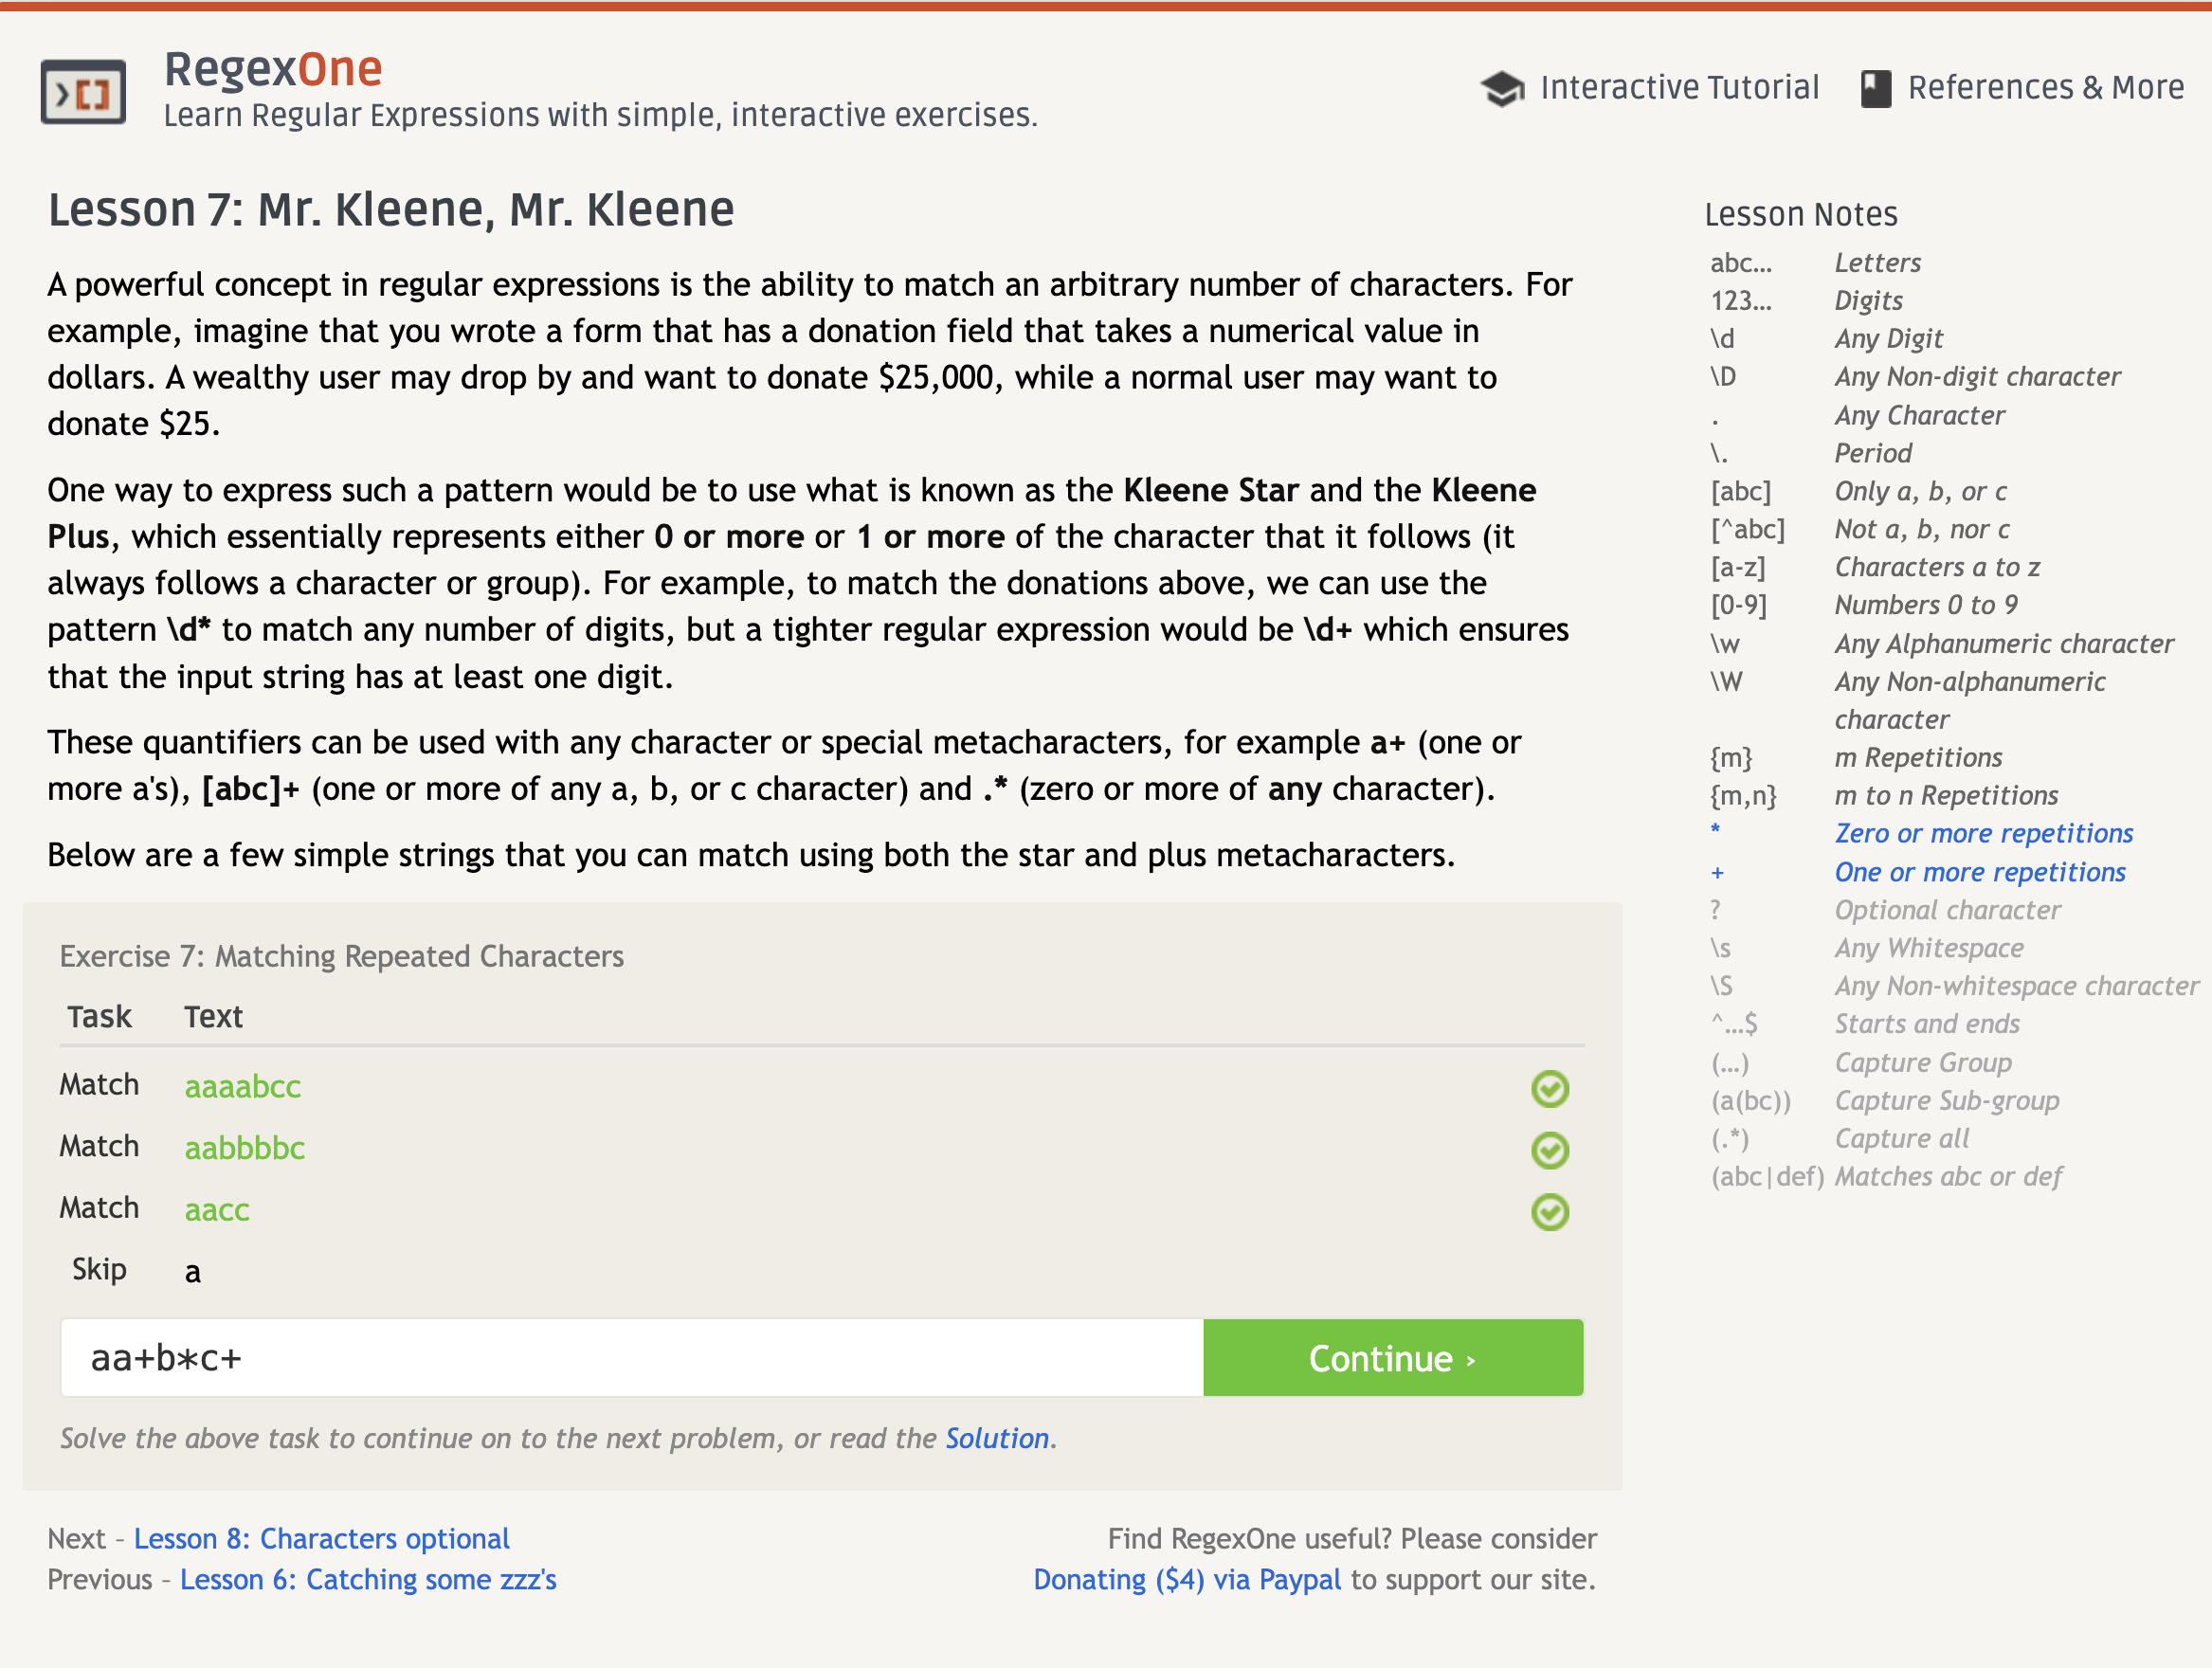 RegexOne
Learn Regular Expressions with simple, interactive exercises.
Interactive Tutorial
References & More
Lesson 7: Mr. Kleene, Mr. Kleene
A powerful concept in regular expressions is the ability to match an arbitrary number of characters. For
example, imagine that you wrote a form that has a donation field that takes a numerical value in
dollars. A wealthy user may drop by and want to donate $25,000, while a normal user may want to
donate $25.
One way to express such a pattern would be to use what is known as the Kleene Star and the Kleene
Plus, which essentially represents either 0 or more or 1 or more of the character that it follows (it
always follows a character or group). For example, to match the donations above, we can use the
pattern \d* to match any number of digits, but a tighter regular expression would be \d+ which ensures
that the input string has at least one digit.
These quantifiers can be used with any character or special metacharacters, for example a+ (one or
more a's), [abc]+ (one or more of any a, b, or c character) and .* (zero or more of any character).
Below are a few simple strings that you can match using both the star and plus metacharacters.
Exercise 7: Matching Repeated Characters
Task Text
Match aaaabcc
Match aabbbbc
Match aacc
Skip a
aa+b*c+
Continue ›
Solve the above task to continue on to the next problem, or read the Solution.
Next – Lesson 8: Characters optional
Previous – Lesson 6: Catching some zzz's
Find RegexOne useful? Please consider
Donating ($4) via Paypal to support our site.
Lesson Notes
abc… Letters
123… Digits
\d Any Digit
\D Any Non-digit character
. Any Character
\. Period
[abc] Only a, b, or c
[^abc] Not a, b, nor c
[a-z] Characters a to z
[0-9] Numbers 0 to 9
\w Any Alphanumeric character
\W Any Non-alphanumeric
character
{m} m Repetitions
{m,n} m to n Repetitions
* Zero or more repetitions
+ One or more repetitions
? Optional character
\s Any Whitespace
\S Any Non-whitespace character
^…$ Starts and ends
(…) Capture Group
(a(bc)) Capture Sub-group
(.*) Capture all
(abc|def) Matches abc or def